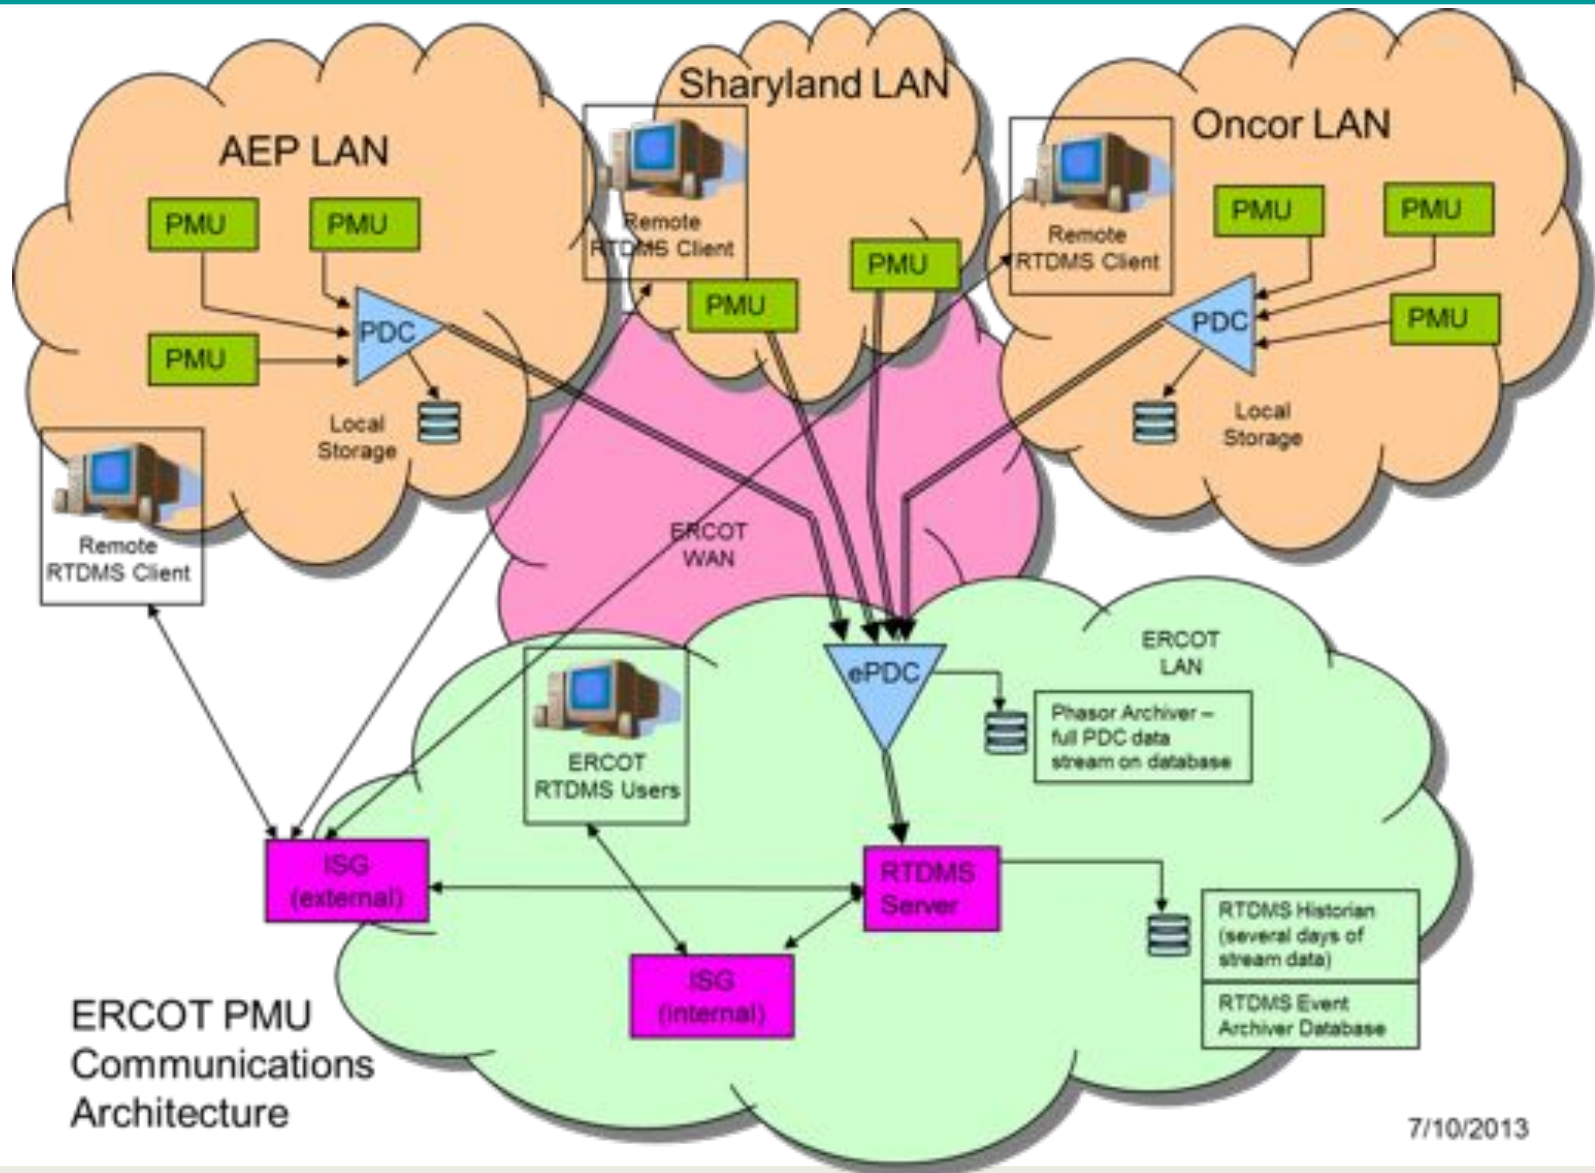 Sharyland LAN
AEP LAN
Oncor LAN
PMU
PMU
Remote
RTDMS Client
PMU
PMU
Remote
RTDMS Client
PMU
PMU
PDC
PMU
Local
Storage
PDC
PMU
Local
Storage
Remote
RTDMS Client
ERCOT
WAN
ERCOT
LAN
ePDC
Phasor Archiver –
full PDC data
stream on database
ERCOT
RTDMS Users
ISG
(external)
RTDMS
Server
ISG
(internal)
RTDMS Historian
(several days of
stream data)
RTDMS Event
Archiver Database
ERCOT PMU
Communications
Architecture
7/10/2013